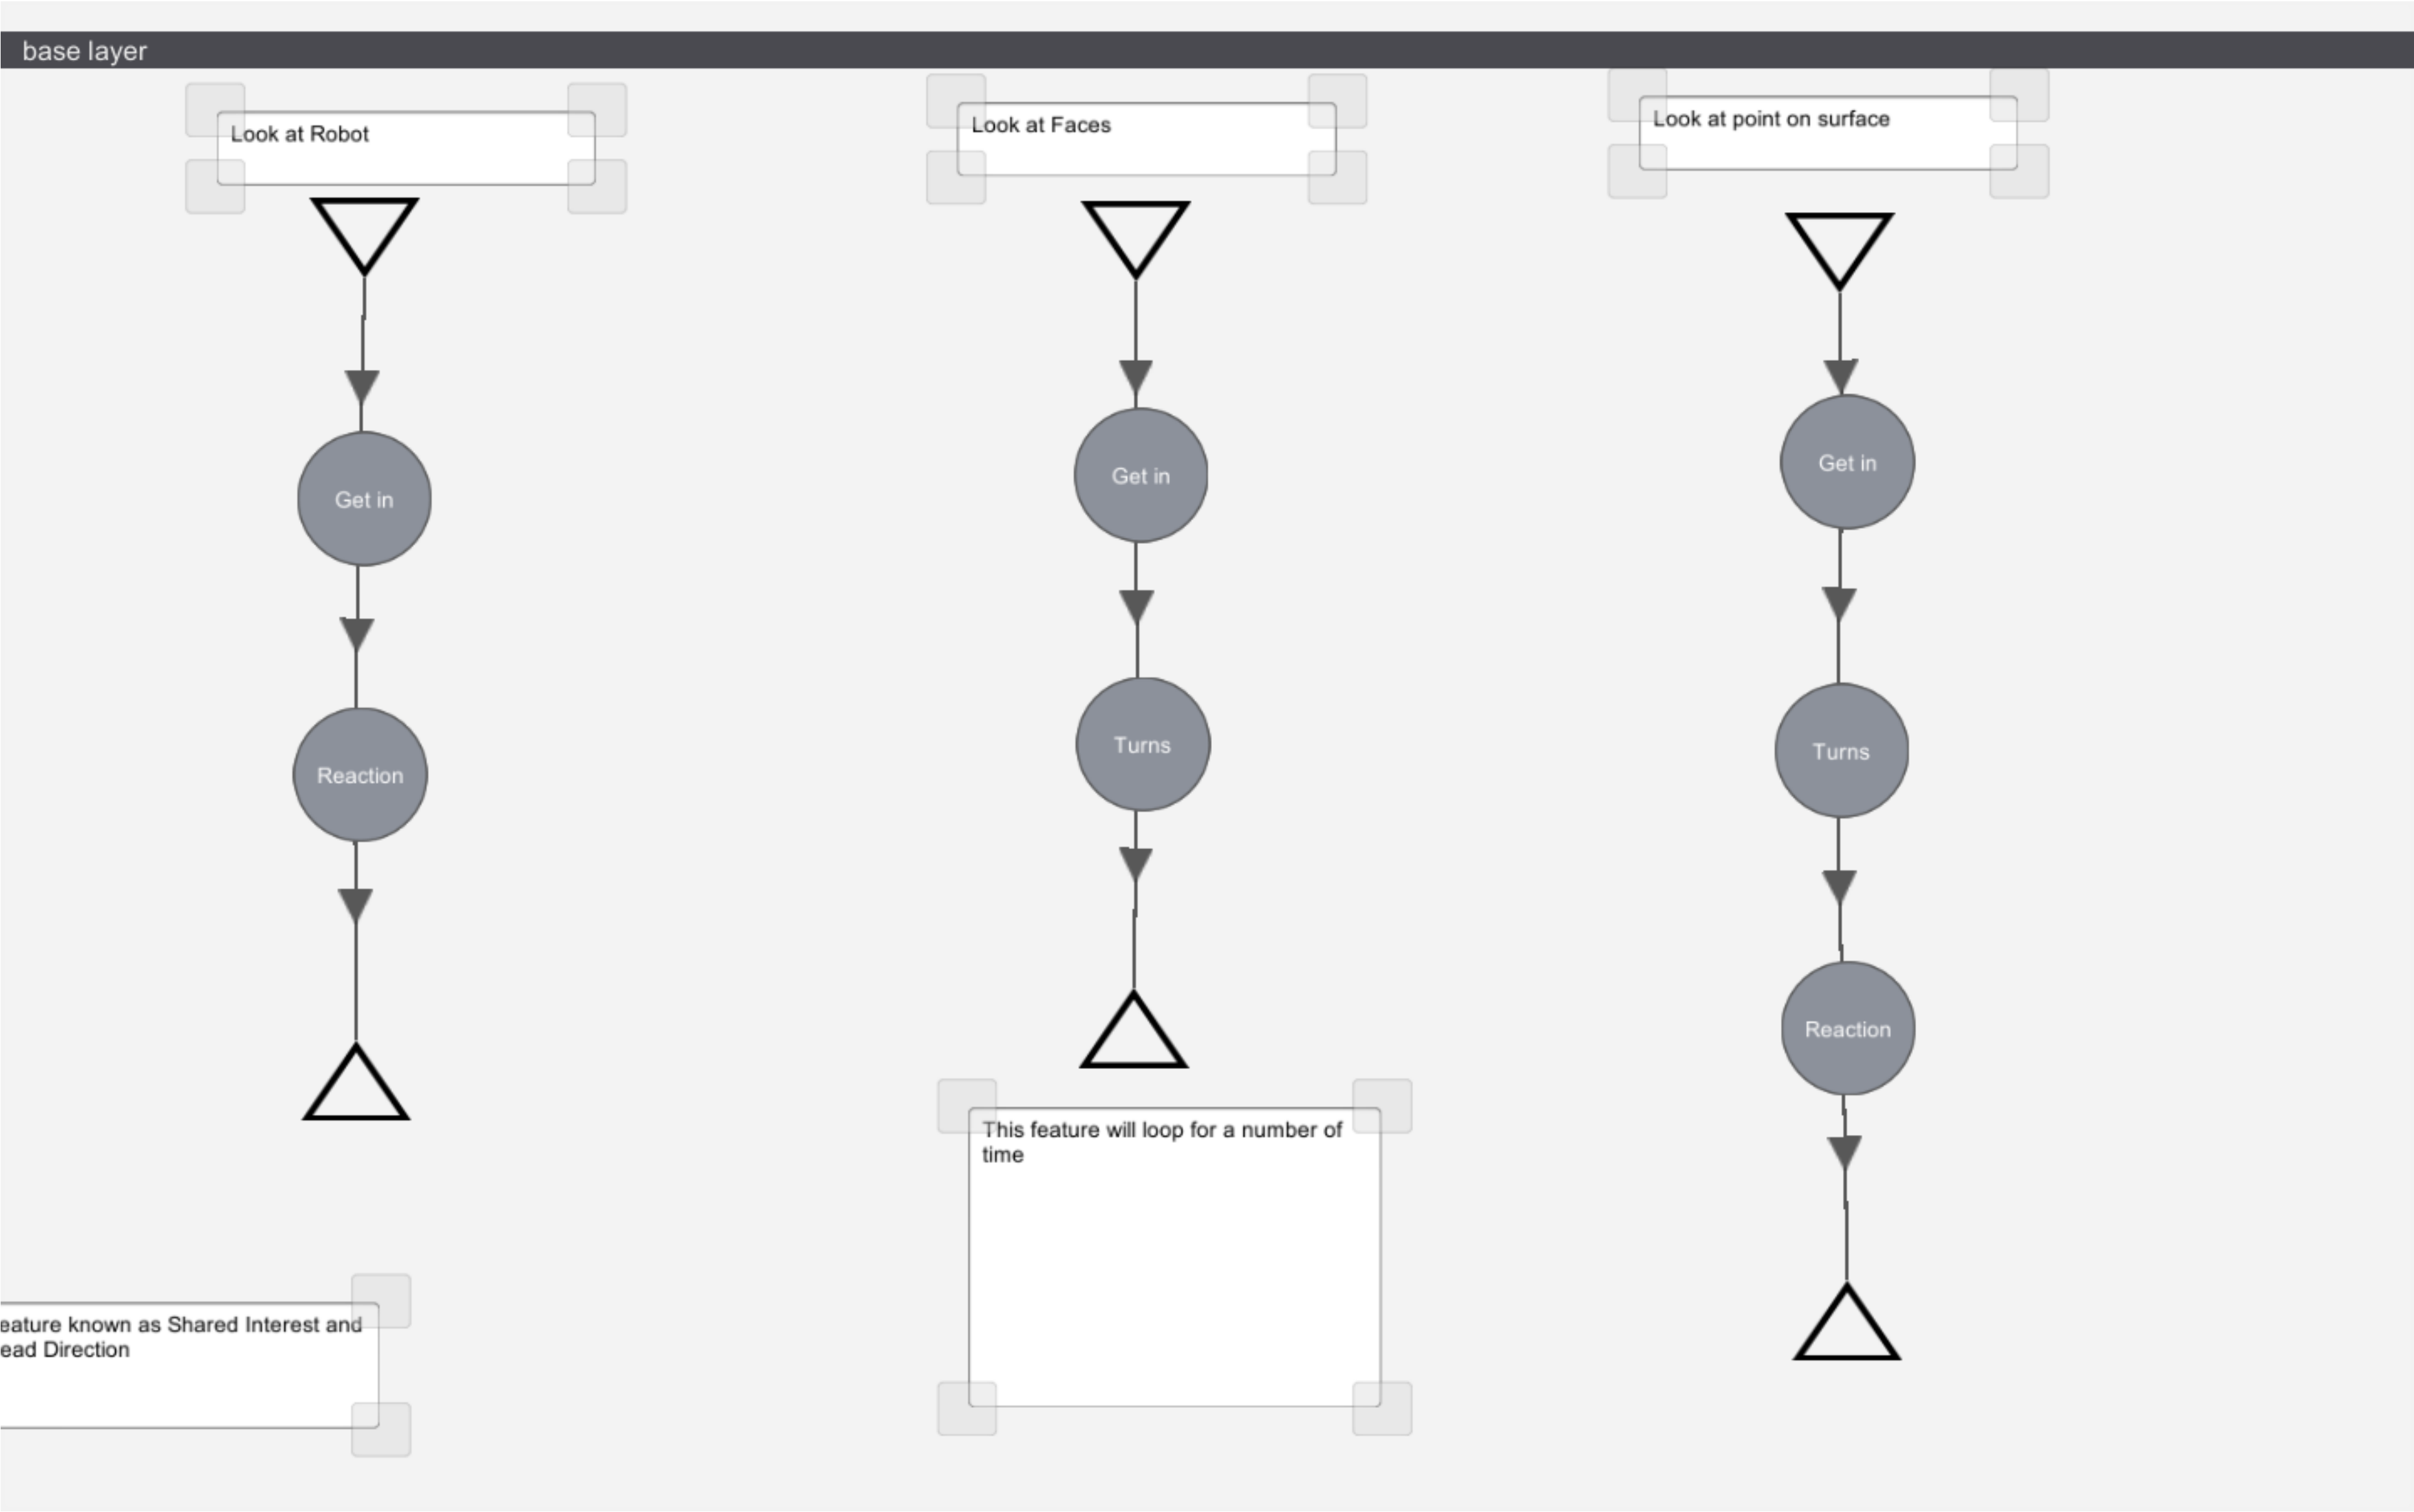 base layer
Look at Robot
Look at Faces
Look at point on surface
Get in
Get in
Get in
Reaction
Turns
Turns
Reaction
This feature will loop for a number of
time
eature known as Shared Interest and
ead Direction